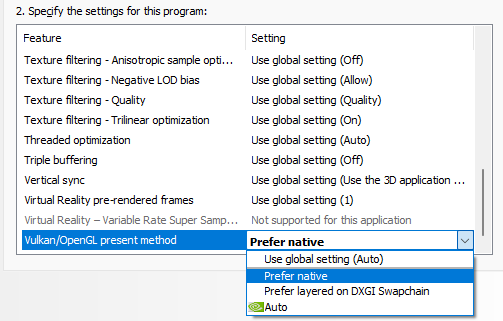 2. Specify the settings for this program:
Feature Setting
Texture filtering - Anisotropic sample opti... Use global setting (Off)
Texture filtering - Negative LOD bias Use global setting (Allow)
Texture filtering - Quality Use global setting (Quality)
Texture filtering - Trilinear optimization Use global setting (On)
Threaded optimization Use global setting (Auto)
Triple buffering Use global setting (Off)
Vertical sync Use global setting (Use the 3D application ...
Virtual Reality pre-rendered frames Use global setting (1)
Virtual Reality – Variable Rate Super Samp... Not supported for this application
Vulkan/OpenGL present method Prefer native
Use global setting (Auto)
Prefer native
Prefer layered on DXGI Swapchain
Auto